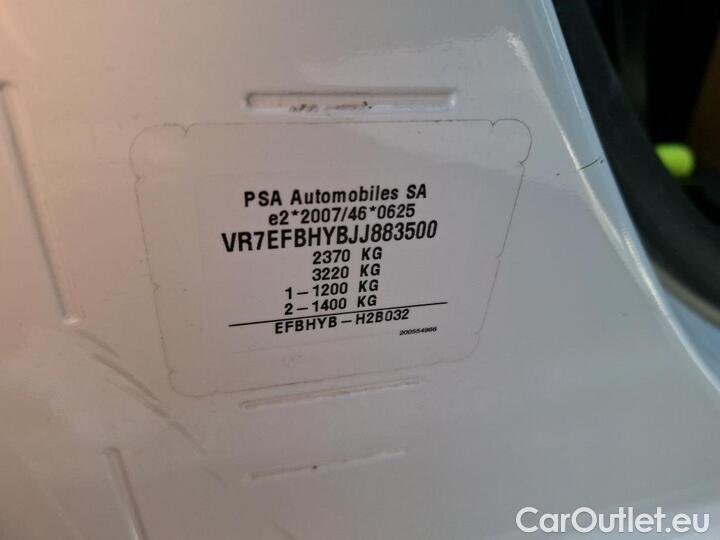 PSA Automobiles SA
e2*2007/46*0625
VR7EFBHYBJJ883500
2370 KG
3220 KG
1-1200 KG
2-1400 KG
EFBHYB-H2B032
200554966
CarOutlet.eu